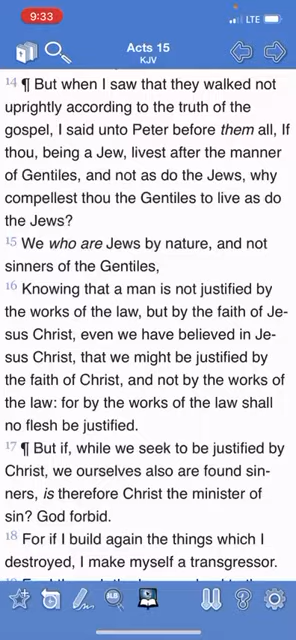 9:33
LTE
Acts 15
KJV
14 ¶ But when I saw that they walked not
uprightly according to the truth of the
gospel, I said unto Peter before them all, If
thou, being a Jew, livest after the manner
of Gentiles, and not as do the Jews, why
compellest thou the Gentiles to live as do
the Jews?
15 We who are Jews by nature, and not
sinners of the Gentiles,
16 Knowing that a man is not justified by
the works of the law, but by the faith of Je-
sus Christ, even we have believed in Je-
sus Christ, that we might be justified by
the faith of Christ, and not by the works of
the law: for by the works of the law shall
no flesh be justified.
17 ¶ But if, while we seek to be justified by
Christ, we ourselves also are found sin-
ners, is therefore Christ the minister of
sin? God forbid.
18 For if I build again the things which I
destroyed, I make myself a transgressor.